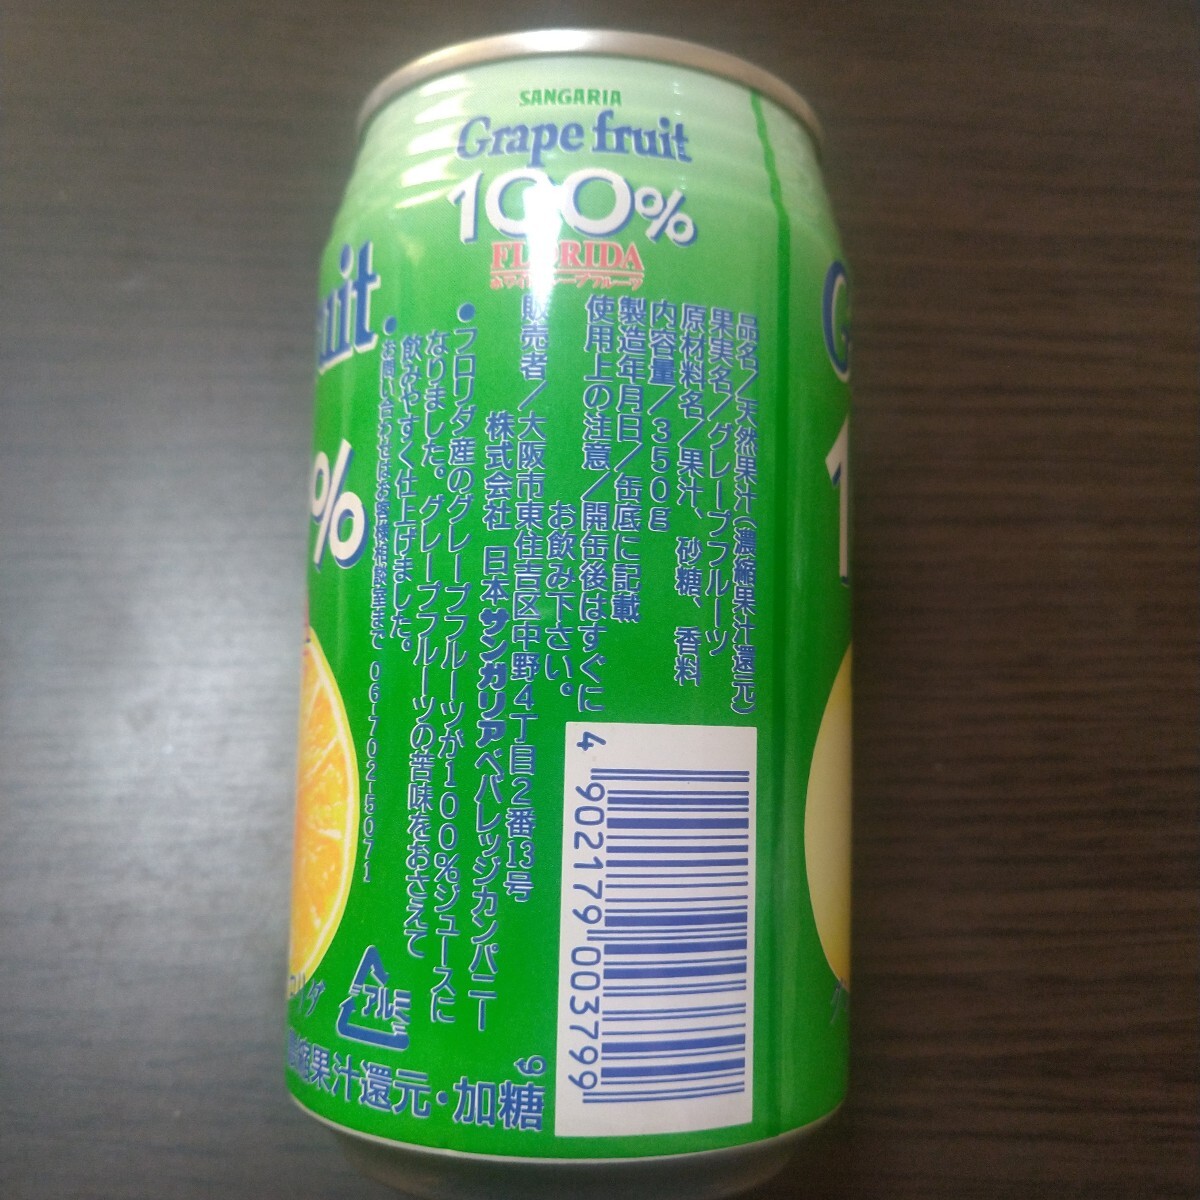 SANGARIA
Grape fruit
100%
FLORIDA
ホワイトグレープフルーツ
品名/天然果汁(濃縮果汁還元)
果実名/グレープフルーツ
原材料名/果汁、砂糖、香料
内容量/350g
製造年月日/缶底に記載
使用上の注意/開缶後はすぐに
お飲み下さい。
販売者/大阪市東住吉区中野4丁目2番13号
株式会社 日本サンガリアベバレッジカンパニー
●フロリダ産のグレープフルーツが100%ジュースに
なりました。グレープフルーツの苦味をおさえて
飲みやすく仕上げました。
●お問い合わせはお客様相談室まで 06-702-5071
4 902179 003799
アルミ
縮果汁還元・加糖
uit
%